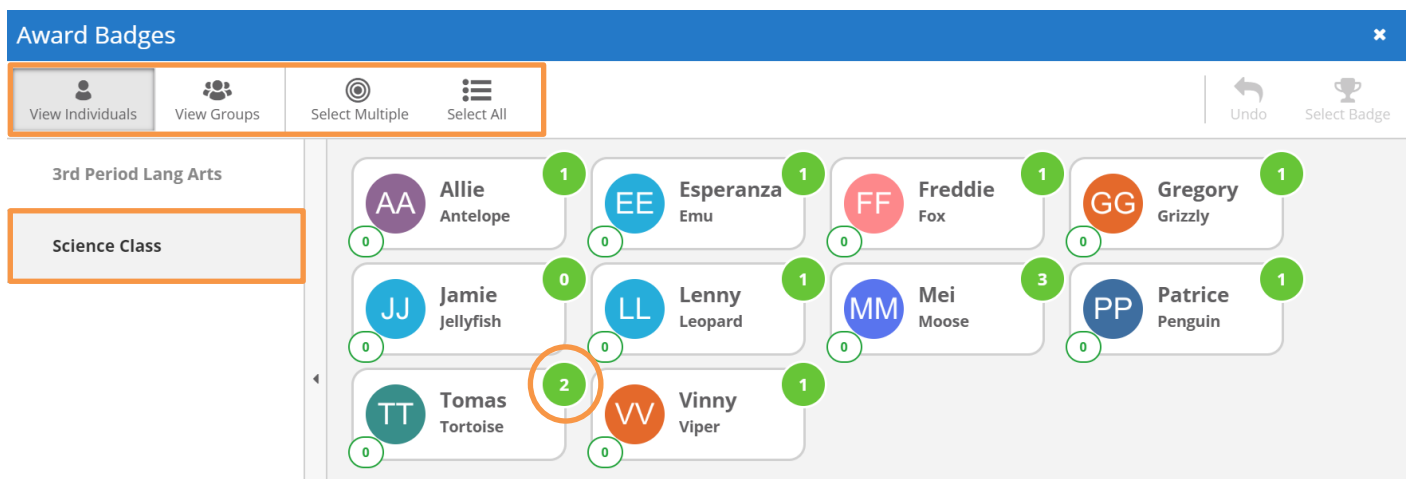 Award Badges
View Individuals
View Groups
Select Multiple
Select All
Undo
Select Badge
3rd Period Lang Arts
Science Class
AA
Allie
Antelope
1
0
EE
Esperanza
Emu
1
0
FF
Freddie
Fox
1
0
GG
Gregory
Grizzly
1
0
JJ
Jamie
Jellyfish
0
0
LL
Lenny
Leopard
1
0
MM
Mei
Moose
3
0
PP
Patrice
Penguin
1
0
TT
Tomas
Tortoise
2
0
VV
Vinny
Viper
1
0